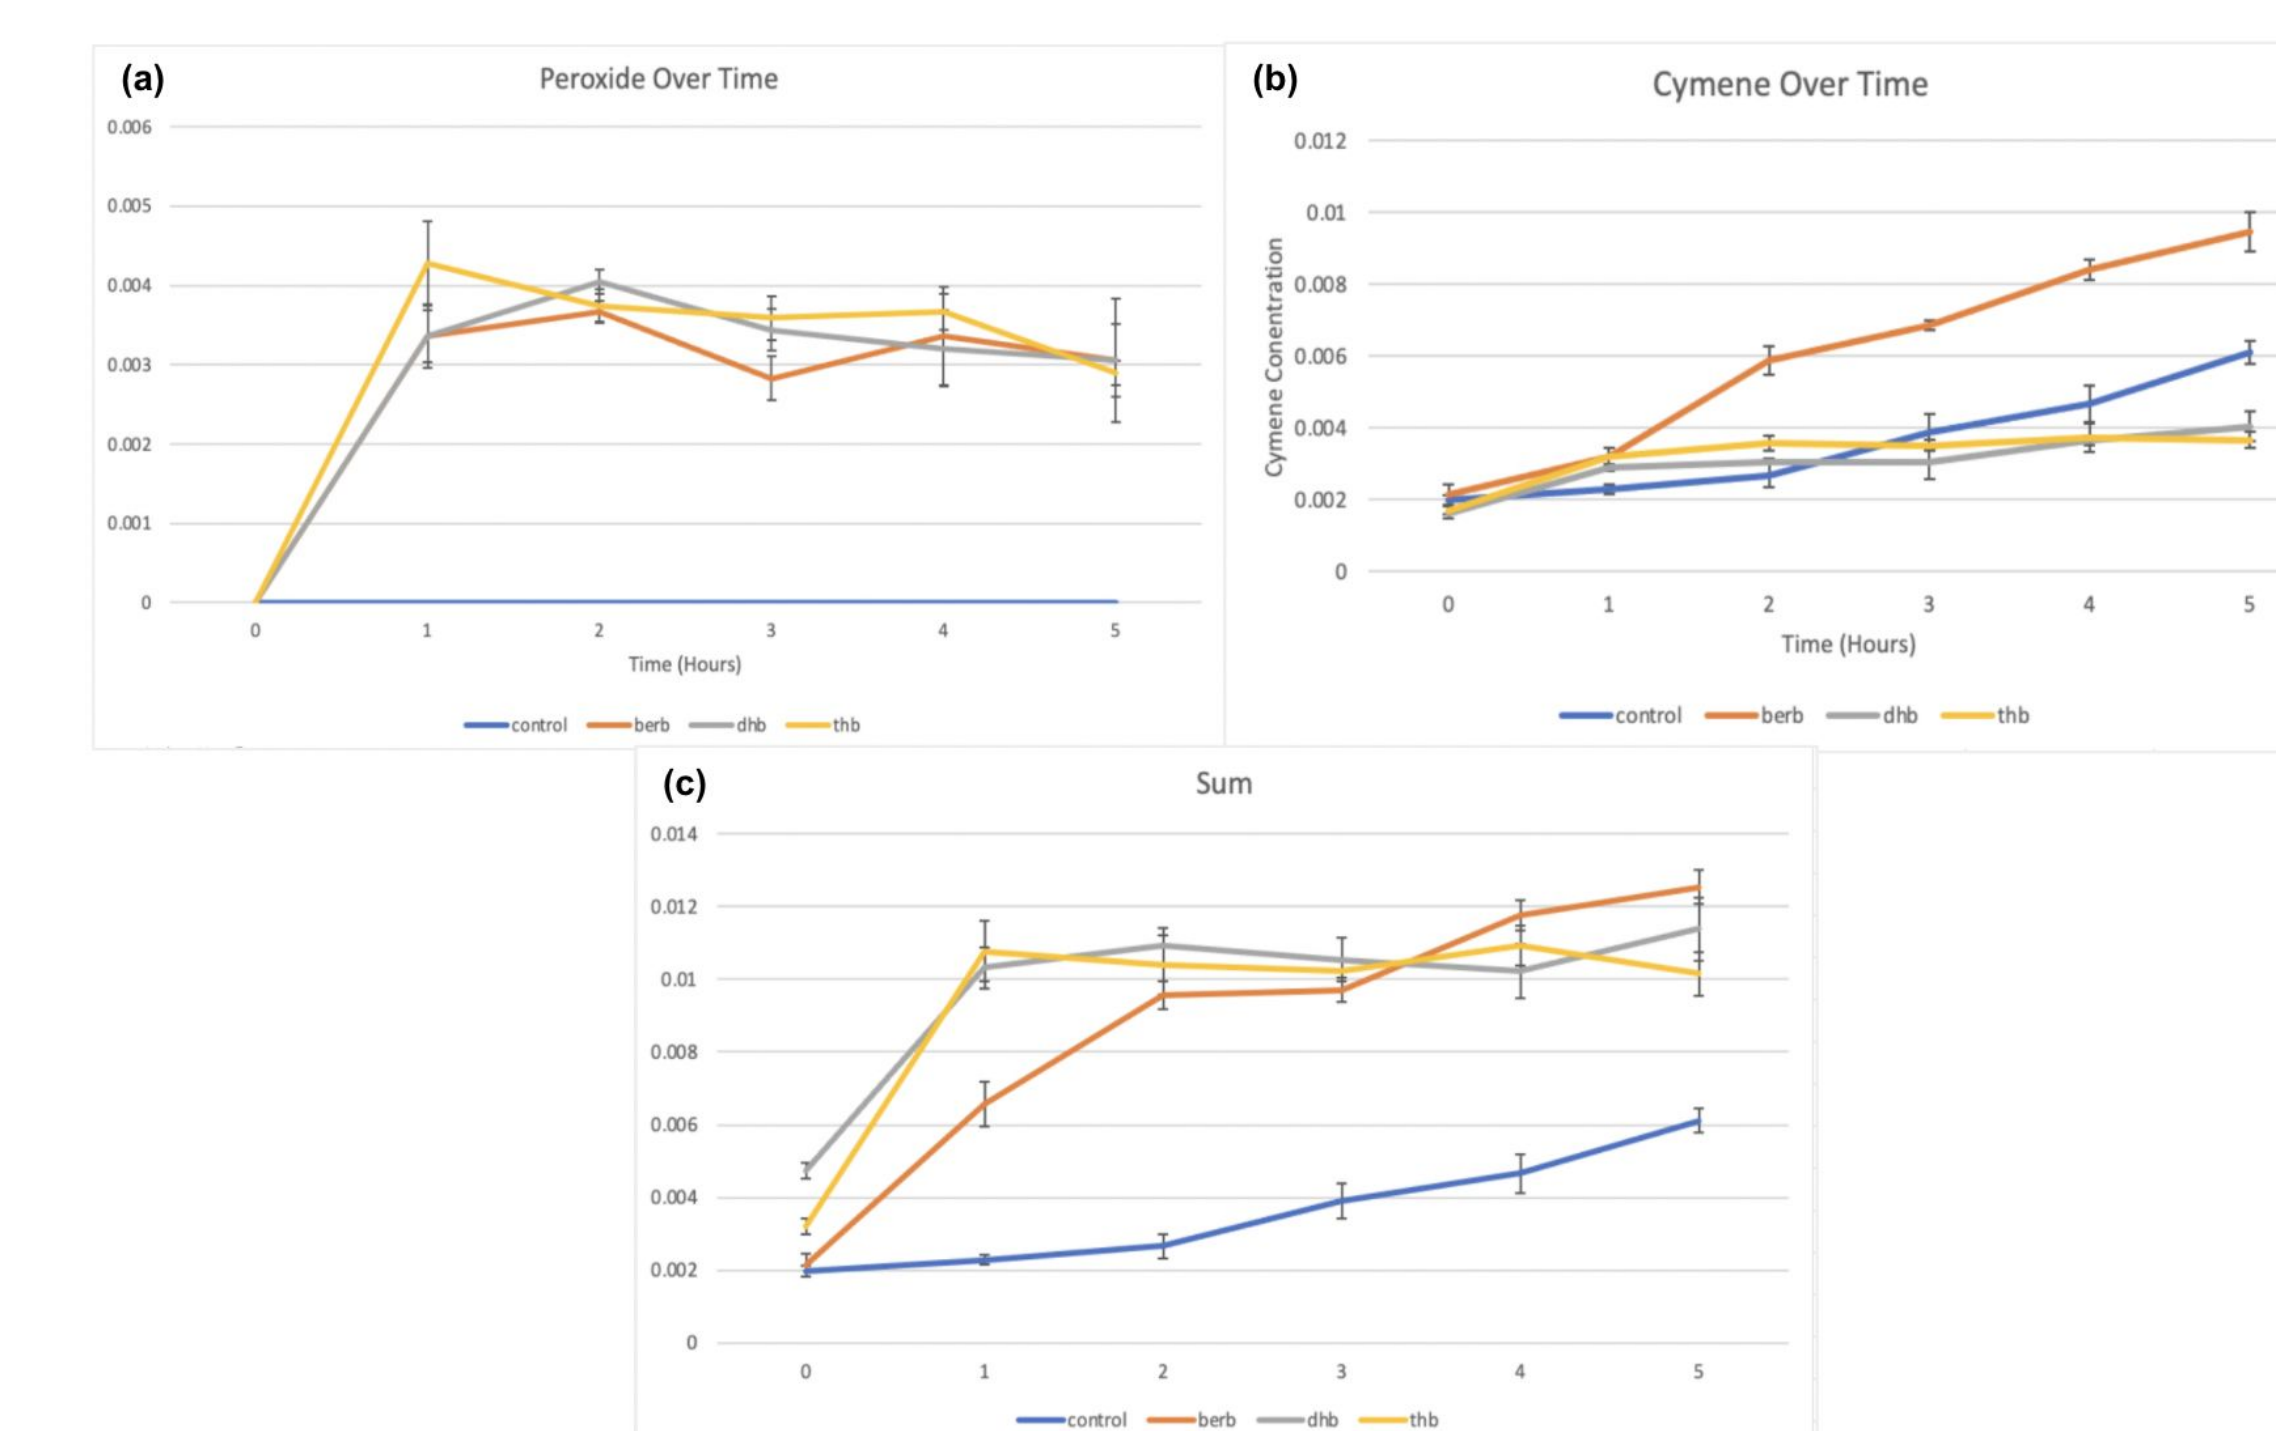 (a)
Peroxide Over Time
0.006
0.005
0.004
0.003
0.002
0.001
0
0 1 2 3 4 5
Time (Hours)
control berb dhb thb
(b)
Cymene Over Time
Cymene Conentration
0.012
0.01
0.008
0.006
0.004
0.002
0
0 1 2 3 4 5
Time (Hours)
control berb dhb thb
(c)
Sum
0.014
0.012
0.01
0.008
0.006
0.004
0.002
0
0 1 2 3 4 5
control berb dhb thb